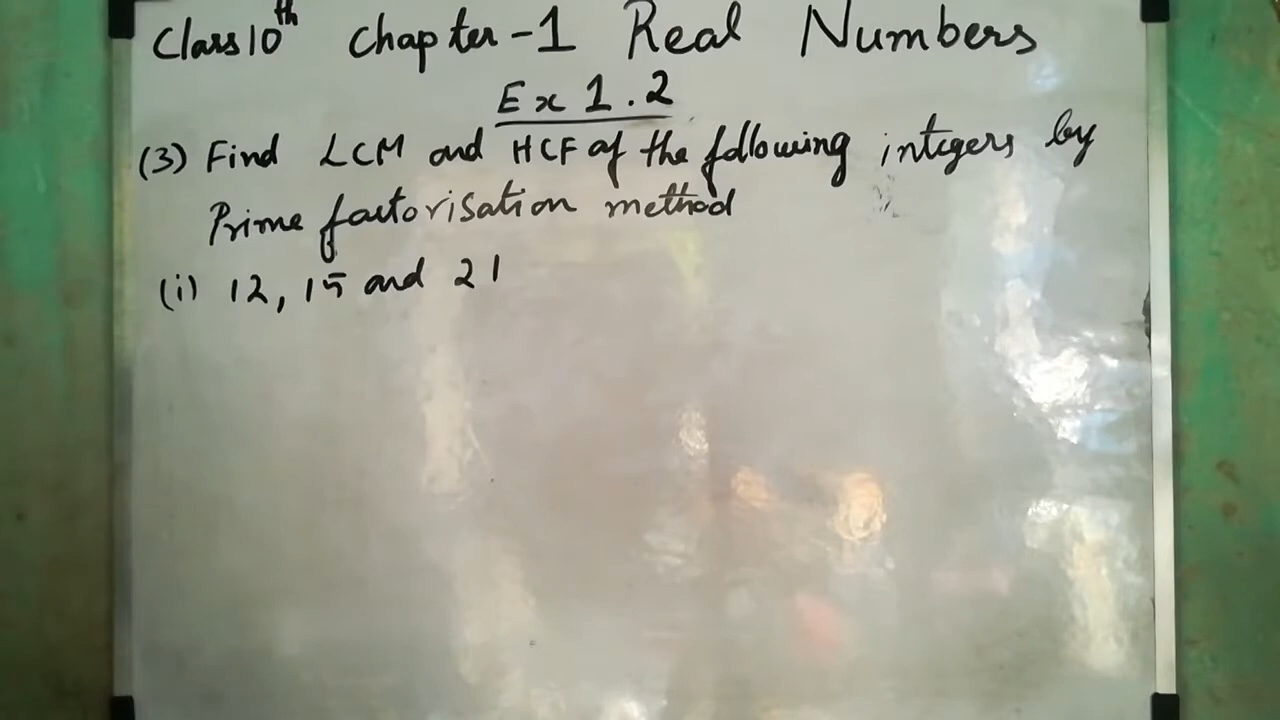 Class 10th Chapter-1 Real Numbers
Ex 1.2
(3) Find LCM and HCF of the following integers by
Prime factorisation method
(i) 12, 15 and 21